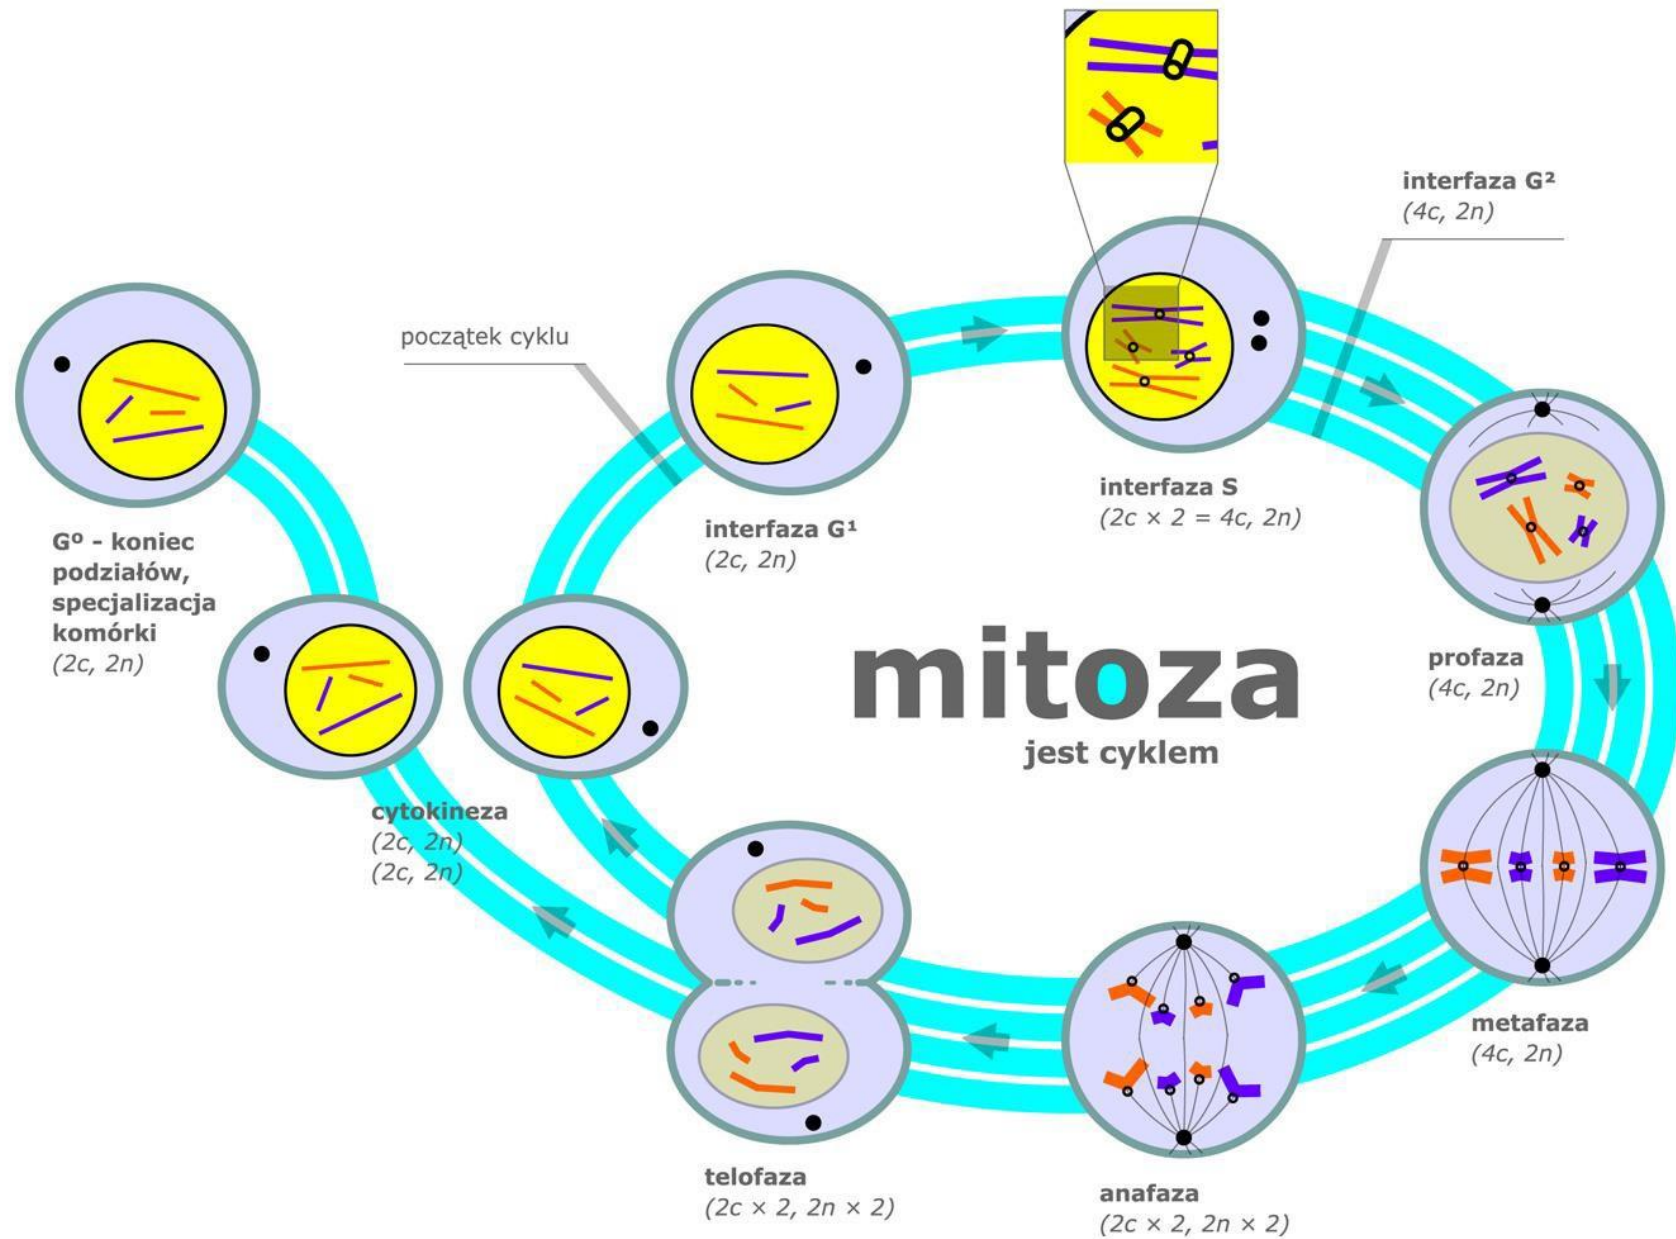 początek cyklu
interfaza G¹
(2c, 2n)
interfaza S
(2c × 2 = 4c, 2n)
interfaza G²
(4c, 2n)
profaza
(4c, 2n)
metafaza
(4c, 2n)
anafaza
(2c × 2, 2n × 2)
telofaza
(2c × 2, 2n × 2)
cytokineza
(2c, 2n)
(2c, 2n)
Gº - koniec
podziałów,
specjalizacja
komórki
(2c, 2n)
mitoza
jest cyklem